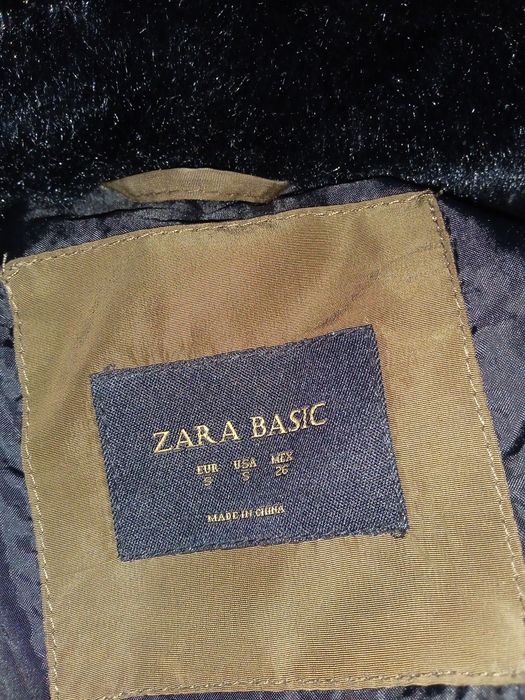 ZARA BASIC
EUR USA MEX
S S 26
MADE IN CHINA